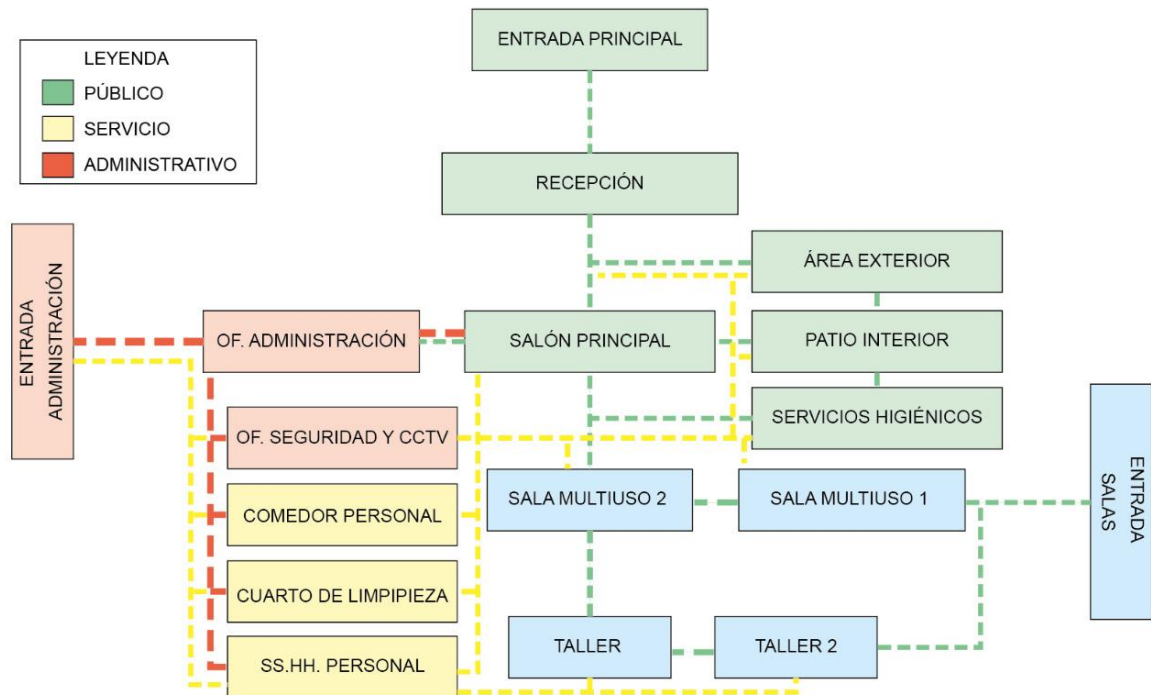 ENTRADA PRINCIPAL
LEYENDA
PÚBLICO
SERVICIO
ADMINISTRATIVO
RECEPCIÓN
ÁREA EXTERIOR
ENTRADA
ADMINISTRACIÓN
OF. ADMINISTRACIÓN
SALÓN PRINCIPAL
PATIO INTERIOR
SERVICIOS HIGIÉNICOS
OF. SEGURIDAD Y CCTV
ENTRADA
SALAS
SALA MULTIUSO 2
SALA MULTIUSO 1
COMEDOR PERSONAL
CUARTO DE LIMPIPIEZA
TALLER
TALLER 2
SS.HH. PERSONAL